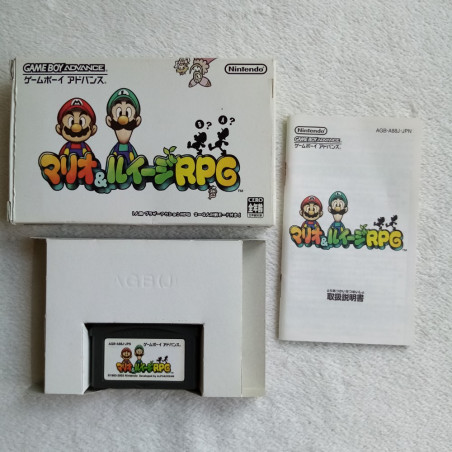 GAME BOY ADVANCE
ゲームボーイ アドバンス
Nintendo
?
?
マリオ&ルイージRPG
TM
CERO
全年齢
Nintendo
AGB-A88J-JPN
GAME BOY ADVANCE
ゲームボーイ アドバンス
マリオ&ルイージRPG
取扱説明書
AGB-A88J-JPN
ゲームボーイ アドバンス
マリオ&ルイージRPG